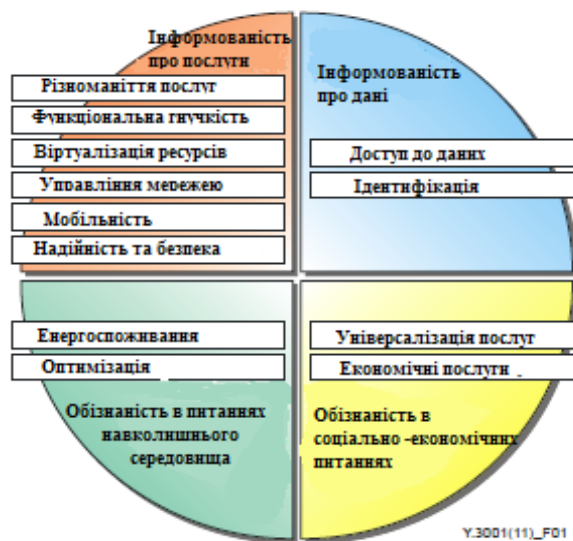 Інформованість
про послуги
Різноманіття послуг
Функціональна гнучкість
Віртуалізація ресурсів
Управління мережею
Мобільність
Надійність та безпека
Інформованість
про дані
Доступ до даних
Ідентифікація
Енергоспоживання
Оптимізація
Обізнаність в питаннях
навколишнього
середовища
Універсалізація послуг
Економічні послуги
Обізнаність в
соціально -економічних
питаннях
Y.3001(11)_F01